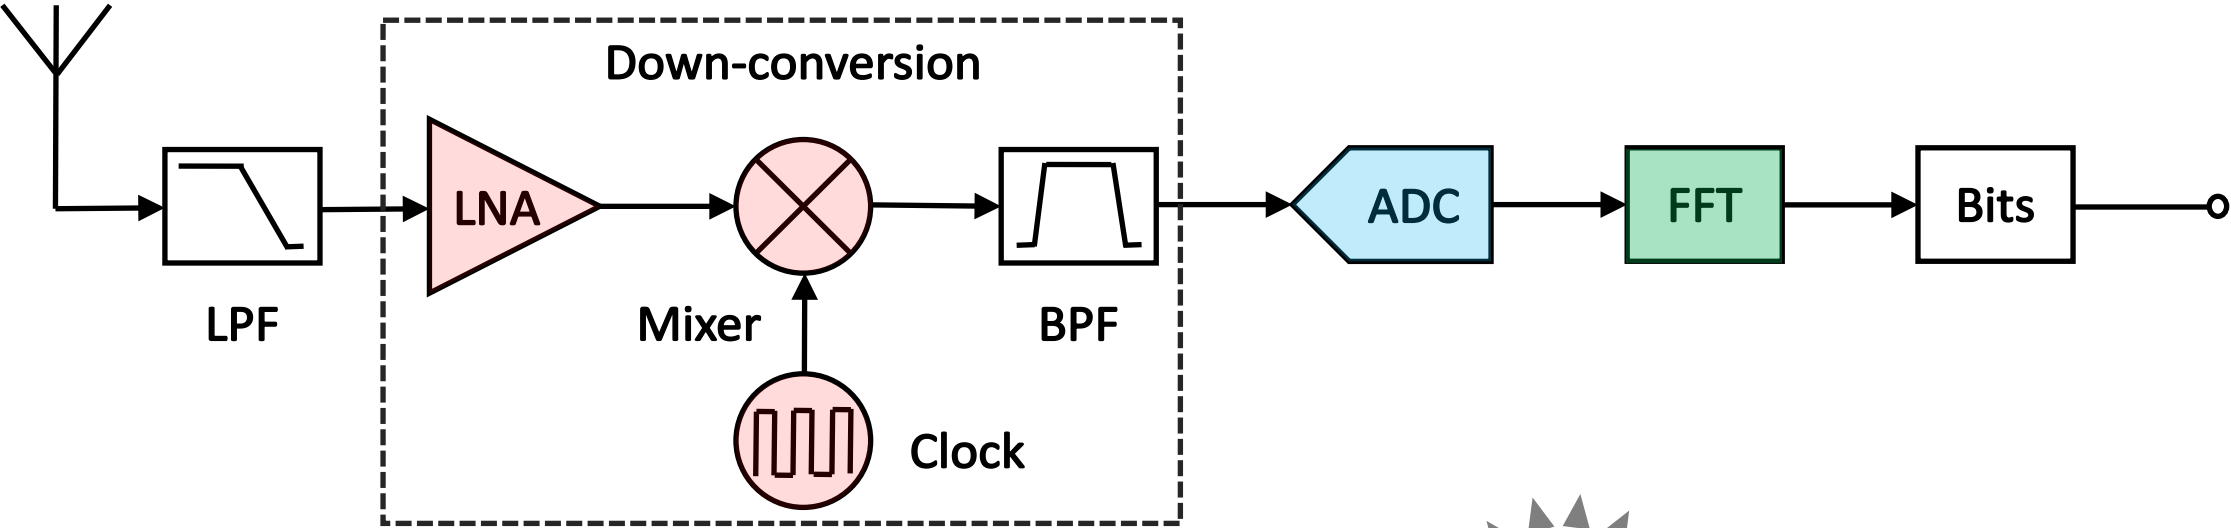 Down-conversion
LNA
ADC
FFT
Bits
LPF
Mixer
BPF
Clock